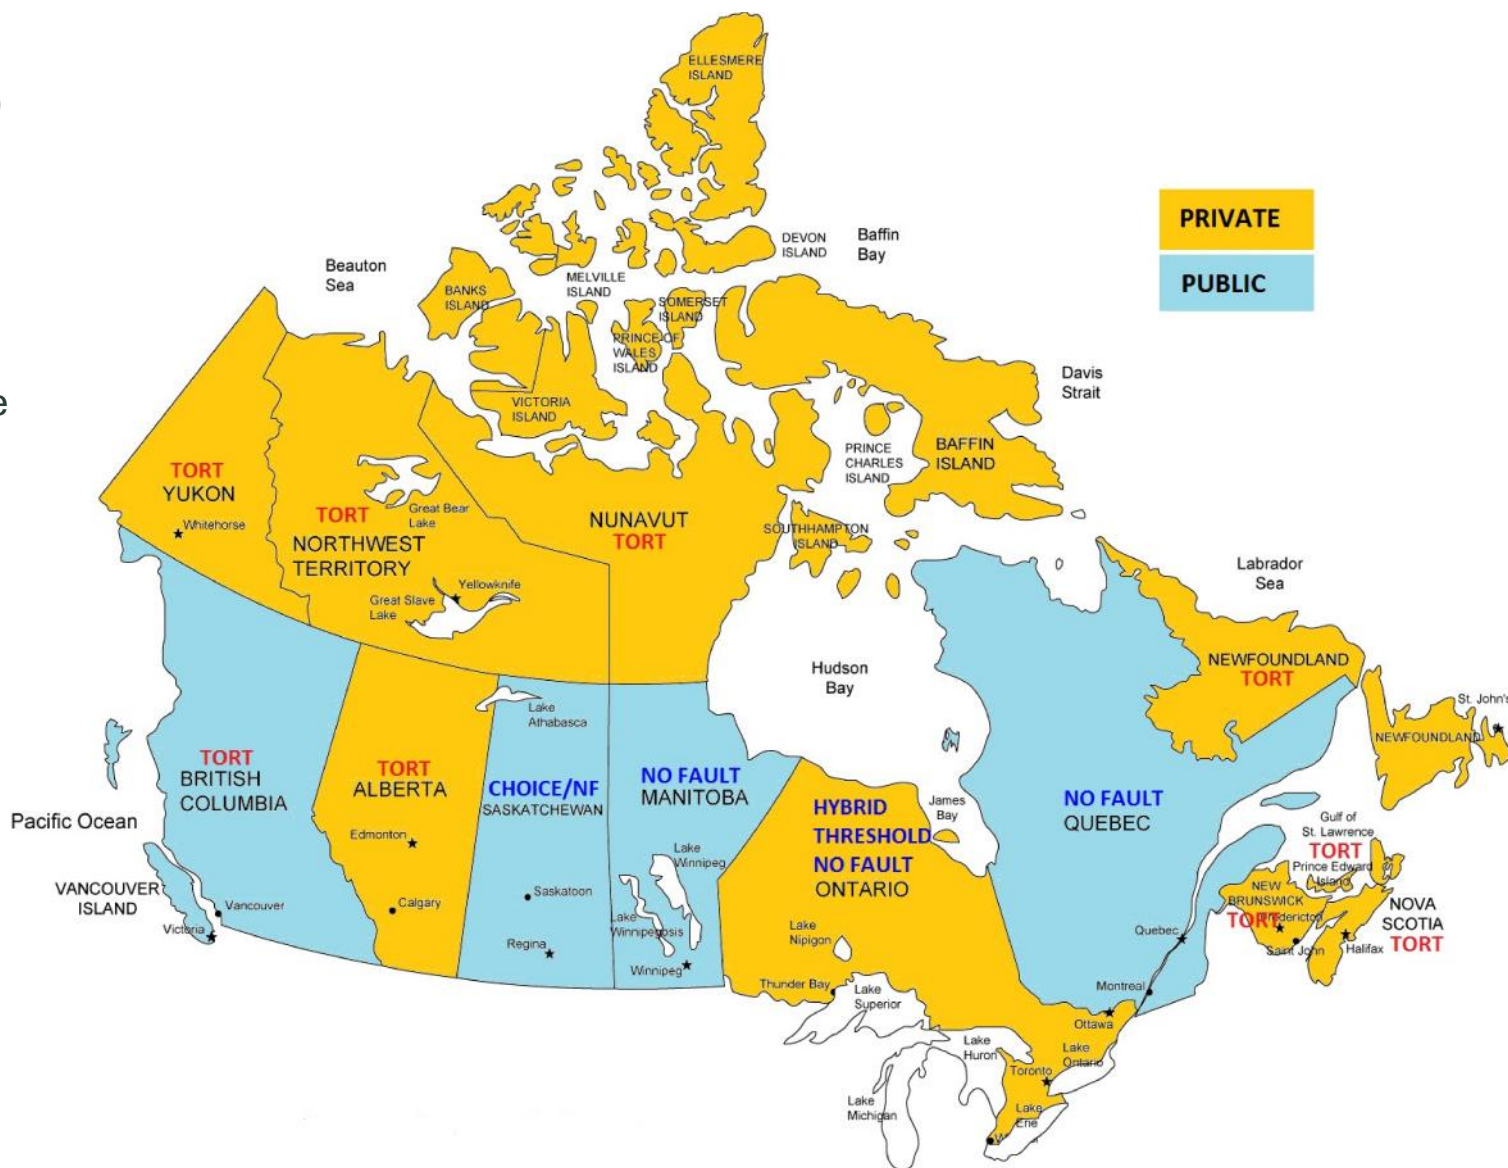 ELLESMERE
ISLAND
PRIVATE
PUBLIC
DEVON
ISLAND
Baffin
Bay
Beauton
Sea
BANKS
ISLAND
MELVILLE
ISLAND
SOMERSET
ISLAND
PRINCE OF
WALES
ISLAND
VICTORIA
ISLAND
Davis
Strait
PRINCE
CHARLES
ISLAND
BAFFIN
ISLAND
e
TORT
YUKON
Whitehorse
TORT
NORTHWEST
TERRITORY
Great Bear
Lake
Yellowknife
Great Slave
Lake
NUNAVUT
TORT
SOUTHHAMPTON
ISLAND
Labrador
Sea
Hudson
Bay
NEWFOUNDLAND
TORT
St. John's
NEWFOUNDLAND
Lake
Athabasca
TORT
BRITISH
COLUMBIA
TORT
ALBERTA
Edmonton
Calgary
CHOICE/NF
SASKATCHEWAN
Saskatoon
Regina
NO FAULT
MANITOBA
Lake
Winnipeg
Lake
Winnipegosis
Winnipeg
HYBRID
THRESHOLD
NO FAULT
ONTARIO
James
Bay
NO FAULT
QUEBEC
Gulf of
St. Lawrence
TORT
Prince Edward
Island
NEW
BRUNSWICK
TORT
Fredericton
Saint John
NOVA
SCOTIA
TORT
Halifax
Pacific Ocean
VANCOUVER
ISLAND
Vancouver
Victoria
Lake
Nipigon
Thunder Bay
Lake
Superior
Quebec
Montreal
Ottawa
Lake
Huron
Lake
Ontario
Toronto
Lake
Michigan
Lake
Erie